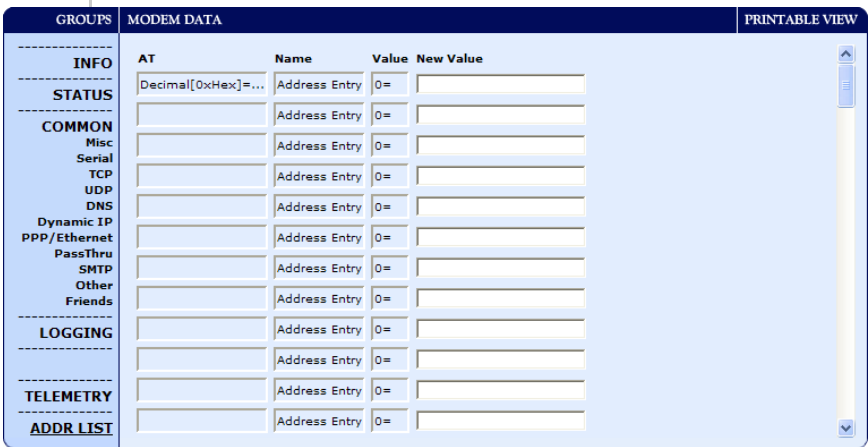 GROUPS MODEM DATA PRINTABLE VIEW
INFO
STATUS
COMMON
Misc
Serial
TCP
UDP
DNS
Dynamic IP
PPP/Ethernet
PassThru
SMTP
Other
Friends
LOGGING
TELEMETRY
ADDR LIST
AT Name Value New Value
Decimal[0xHex]=... Address Entry 0=
Address Entry 0=
Address Entry 0=
Address Entry 0=
Address Entry 0=
Address Entry 0=
Address Entry 0=
Address Entry 0=
Address Entry 0=
Address Entry 0=
Address Entry 0=
Address Entry 0=